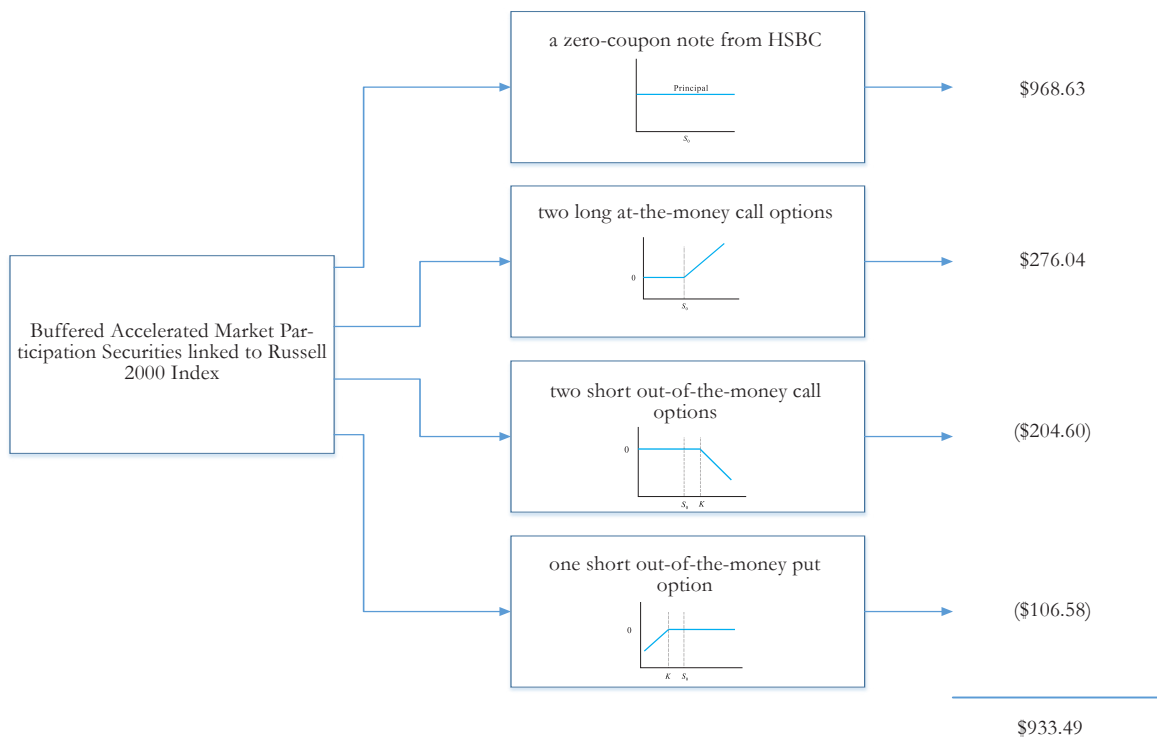 a zero-coupon note from HSBC
Principal
S₀
$968.63
two long at-the-money call options
0
S₀
$276.04
Buffered Accelerated Market Par-
ticipation Securities linked to Russell
2000 Index
two short out-of-the-money call
options
0
S₀ K
($204.60)
one short out-of-the-money put
option
0
K S₀
($106.58)
$933.49